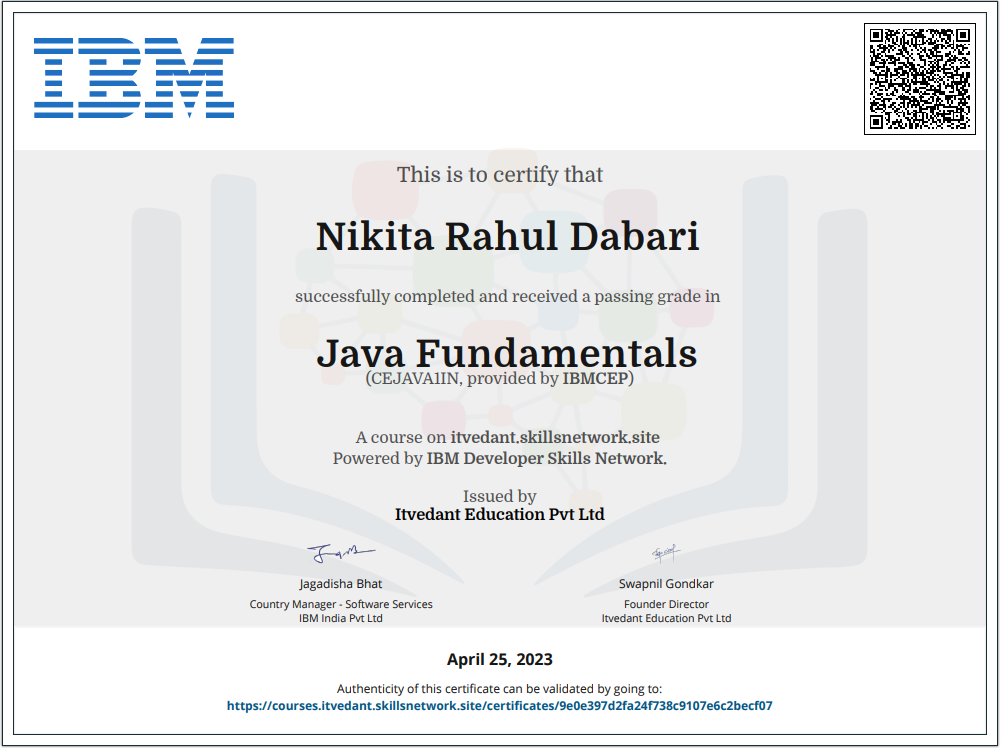 IBM
This is to certify that
Nikita Rahul Dabari
successfully completed and received a passing grade in
Java Fundamentals
(CEJAVA1IN, provided by IBMCEP)
A course on itvedant.skillsnetwork.site
Powered by IBM Developer Skills Network.
Issued by
Itvedant Education Pvt Ltd
Jagadisha Bhat
Country Manager - Software Services
IBM India Pvt Ltd
Swapnil Gondkar
Founder Director
Itvedant Education Pvt Ltd
April 25, 2023
Authenticity of this certificate can be validated by going to:
https://courses.itvedant.skillsnetwork.site/certificates/9e0e397d2fa24f738c9107e6c2becf07